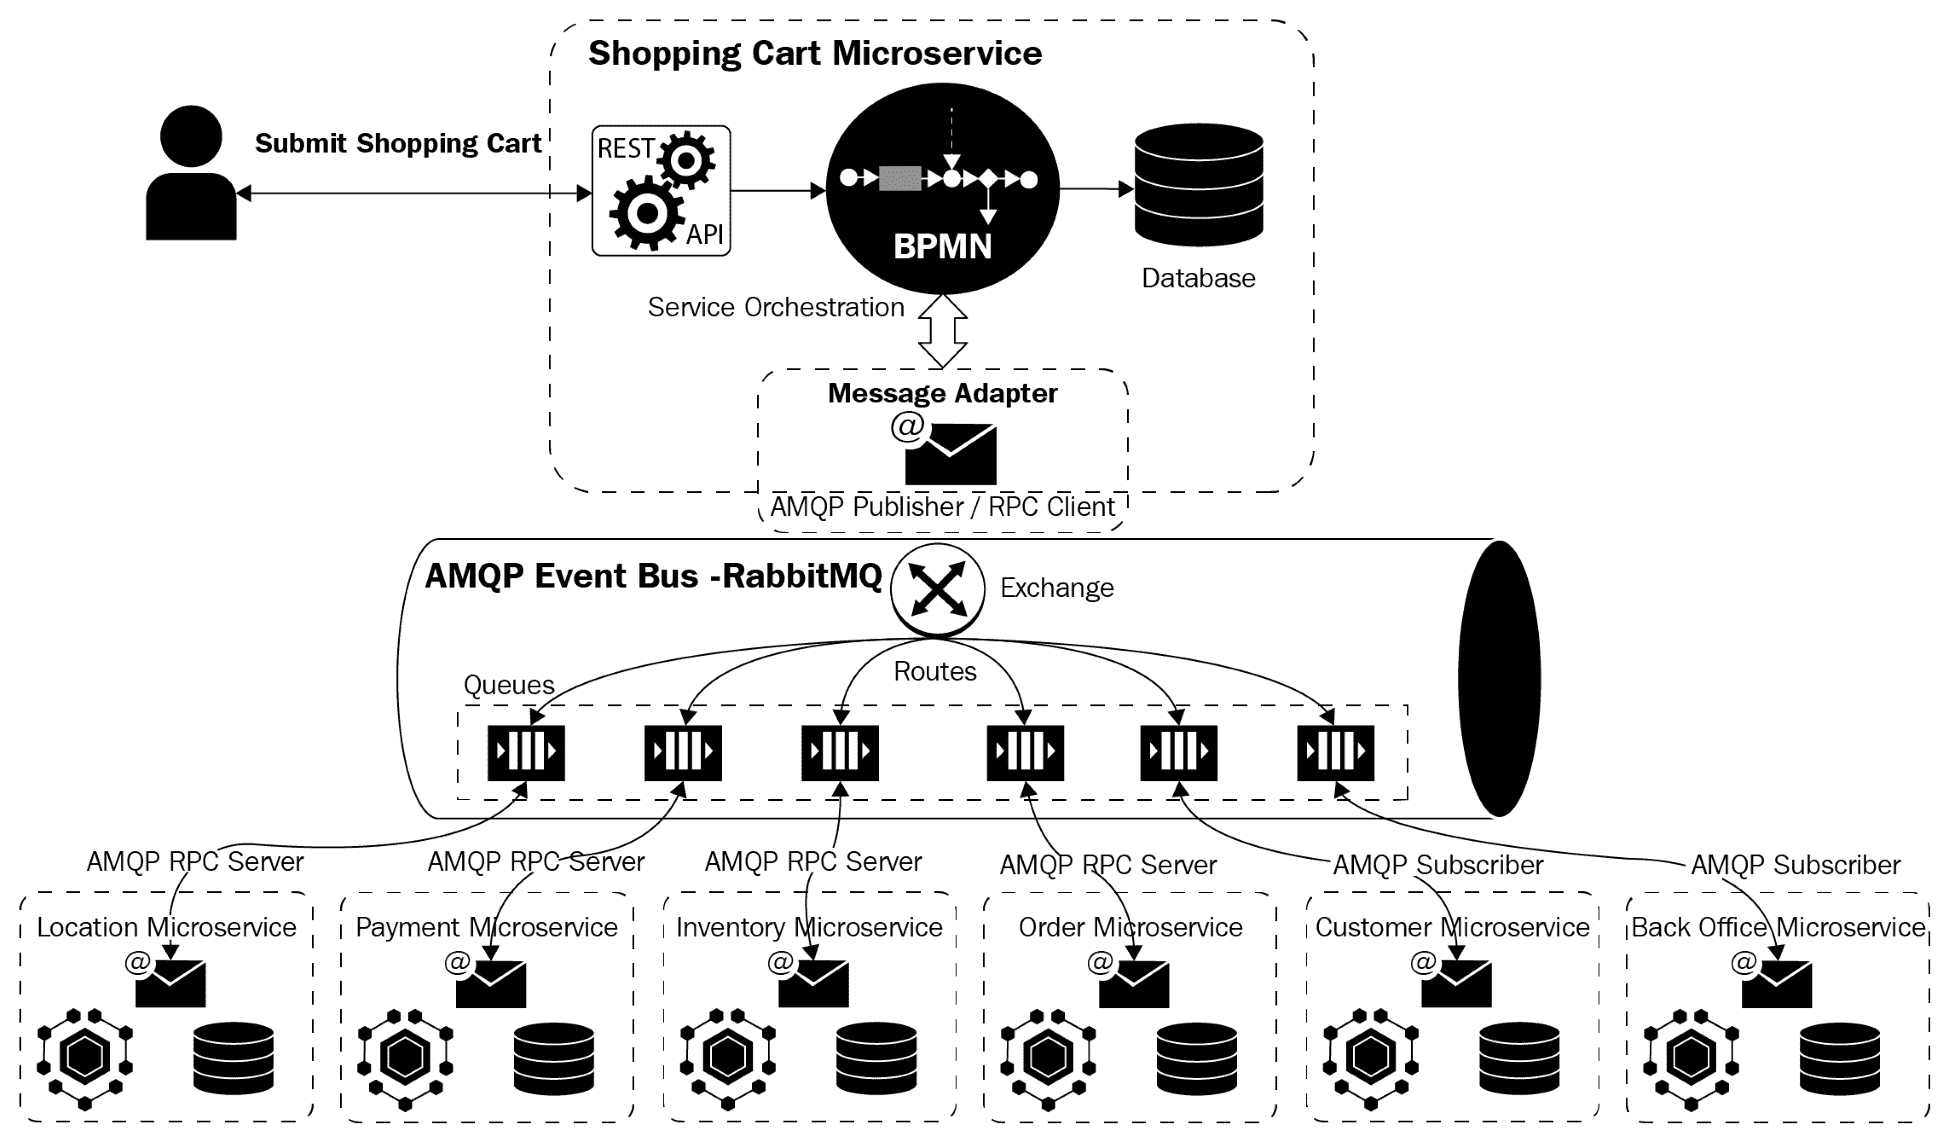 Shopping Cart Microservice
Submit Shopping Cart
REST
API
BPMN
Database
Service Orchestration
Message Adapter
@
AMQP Publisher / RPC Client
AMQP Event Bus -RabbitMQ
Exchange
Routes
Queues
AMQP RPC Server
AMQP RPC Server
AMQP RPC Server
AMQP RPC Server
AMQP Subscriber
AMQP Subscriber
Location Microservice
Payment Microservice
Inventory Microservice
Order Microservice
Customer Microservice
Back Office Microservice
@
@
@
@
@
@